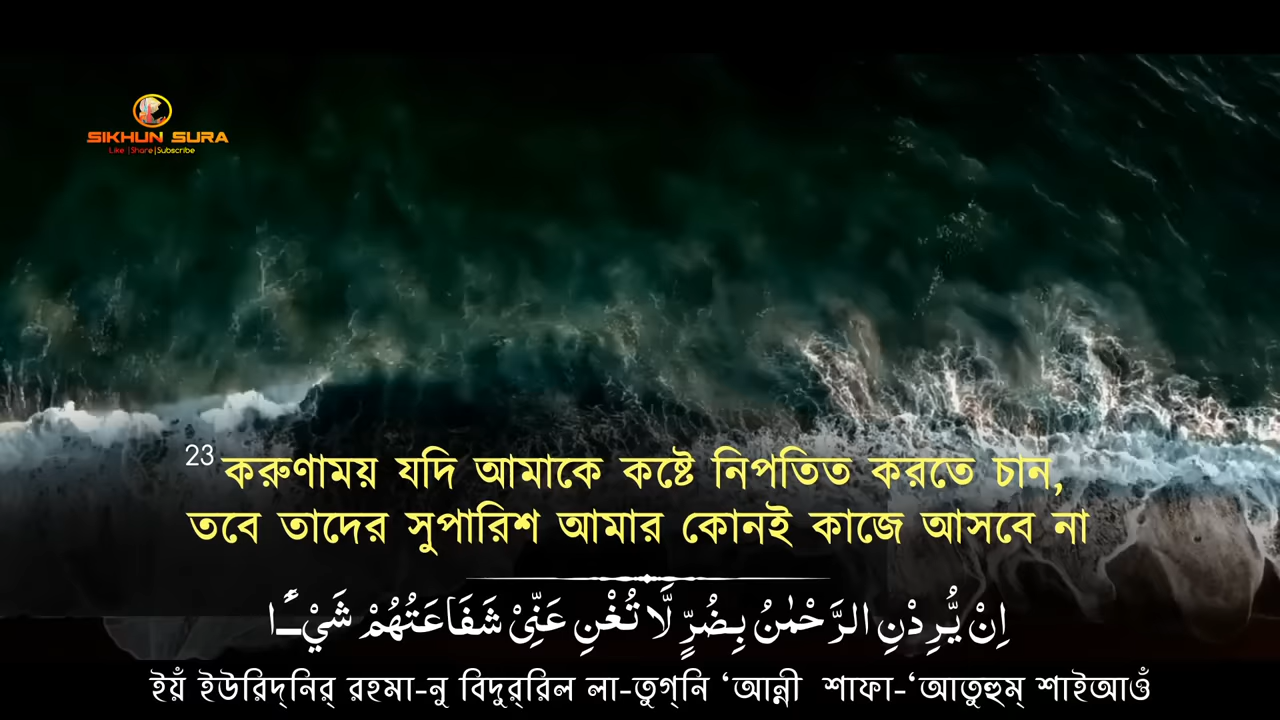 SIKHUN SURA
Like |Share|Subscribe
23 করুণাময় যদি আমাকে কষ্টে নিপতিত করতে চান,
তবে তাদের সুপারিশ আমার কোনই কাজে আসবে না
اِنْ يُّرِدْنِ الرَّحْمٰنُ بِضُرٍّ لَّا تُغْنِ عَنِّيْ شَفَاعَتُهُمْ شَيْـًٔا
ইয়ঁ ইউরিদ্‌নির্ রহমা-নু বিদুর্‌রিল লা-তুগ্‌নি ‘আন্নী শাফা-‘আতুহুম্ শাইআওঁ